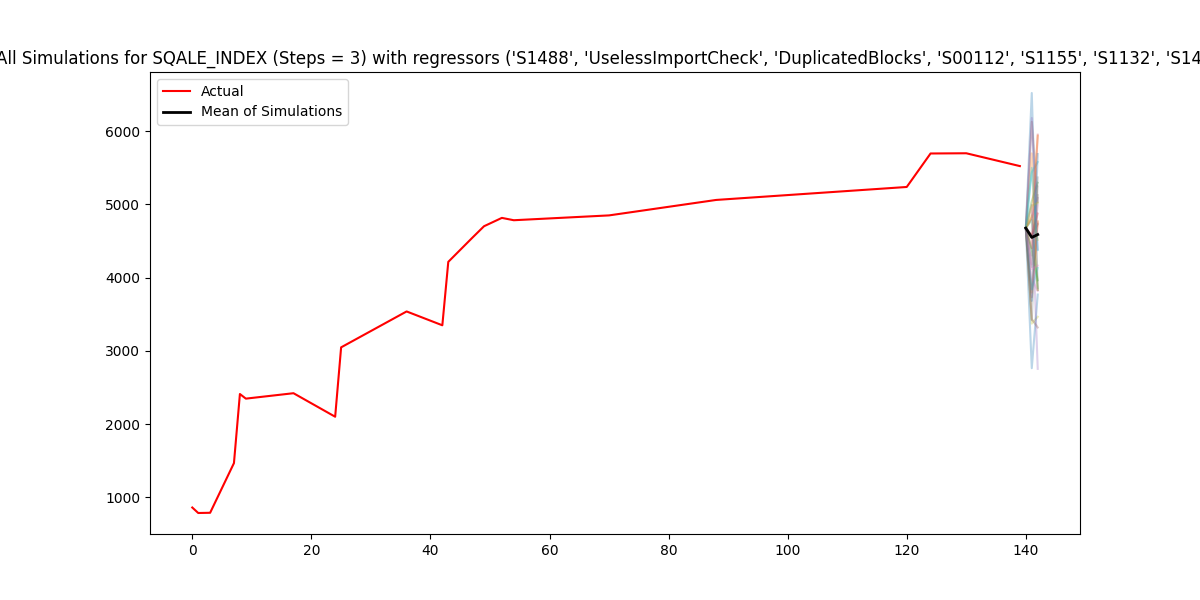 All Simulations for SQALE_INDEX (Steps = 3) with regressors ('S1488', 'UselessImportCheck', 'DuplicatedBlocks', 'S00112', 'S1155', 'S1132', 'S14
Actual
Mean of Simulations
6000
5000
4000
3000
2000
1000
0 20 40 60 80 100 120 140